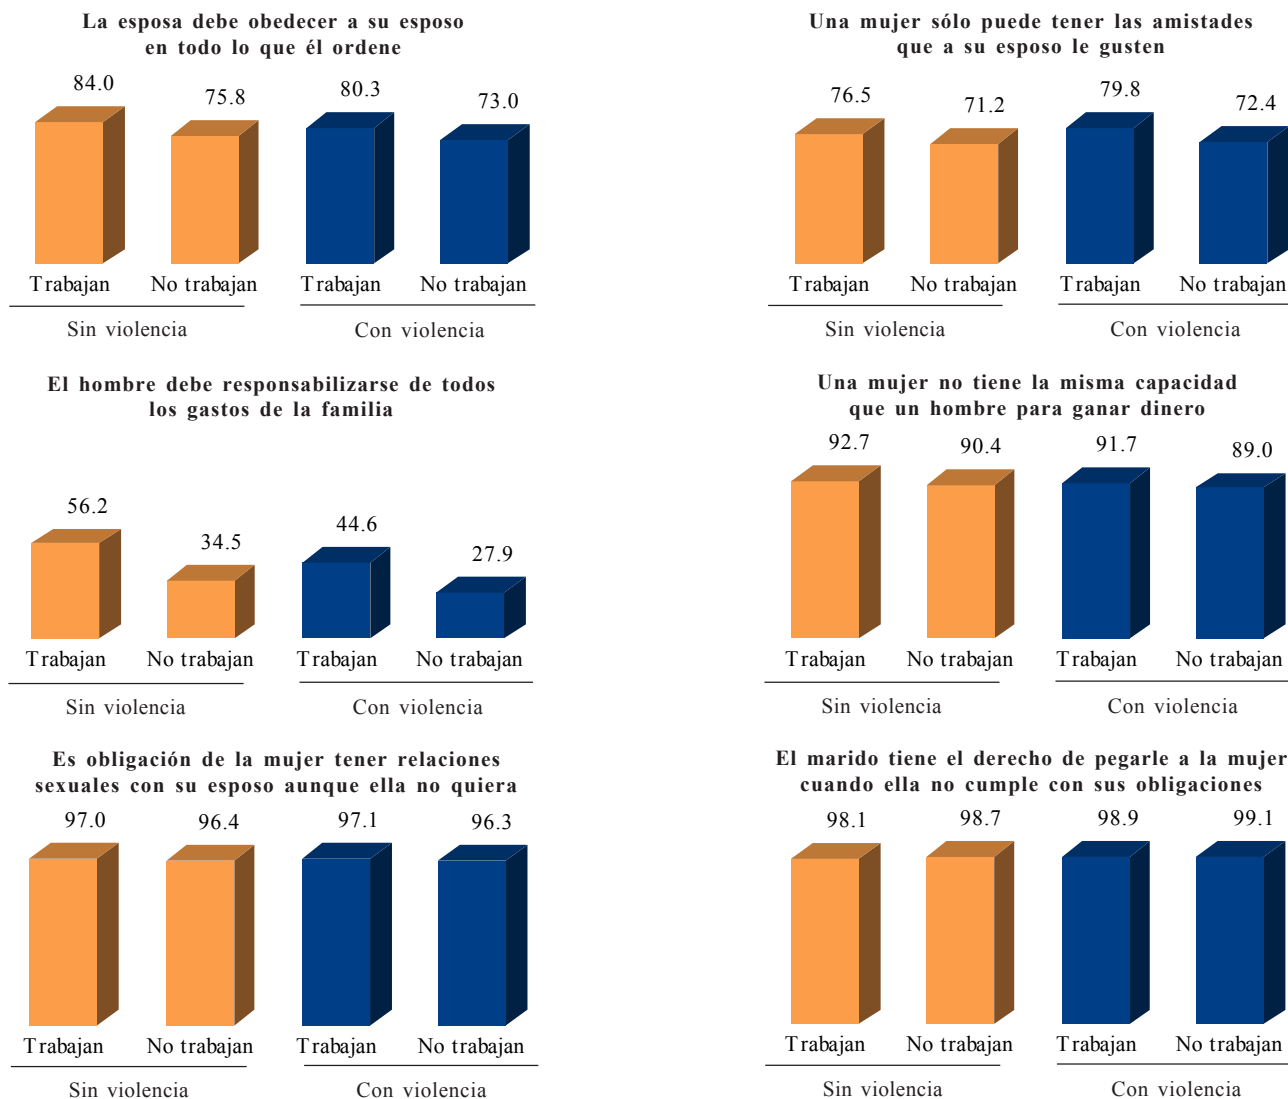 La esposa debe obedecer a su esposo
en todo lo que él ordene
84.0
75.8
80.3
73.0
Trabajan No trabajan Trabajan No trabajan
Sin violencia Con violencia
Una mujer sólo puede tener las amistades
que a su esposo le gusten
76.5
71.2
79.8
72.4
Trabajan No trabajan Trabajan No trabajan
Sin violencia Con violencia
El hombre debe responsabilizarse de todos
los gastos de la familia
56.2
34.5
44.6
27.9
Trabajan No trabajan Trabajan No trabajan
Sin violencia Con violencia
Una mujer no tiene la misma capacidad
que un hombre para ganar dinero
92.7
90.4
91.7
89.0
Trabajan No trabajan Trabajan No trabajan
Sin violencia Con violencia
Es obligación de la mujer tener relaciones
sexuales con su esposo aunque ella no quiera
97.0
96.4
97.1
96.3
Trabajan No trabajan Trabajan No trabajan
Sin violencia Con violencia
El marido tiene el derecho de pegarle a la mujer
cuando ella no cumple con sus obligaciones
98.1
98.7
98.9
99.1
Trabajan No trabajan Trabajan No trabajan
Sin violencia Con violencia